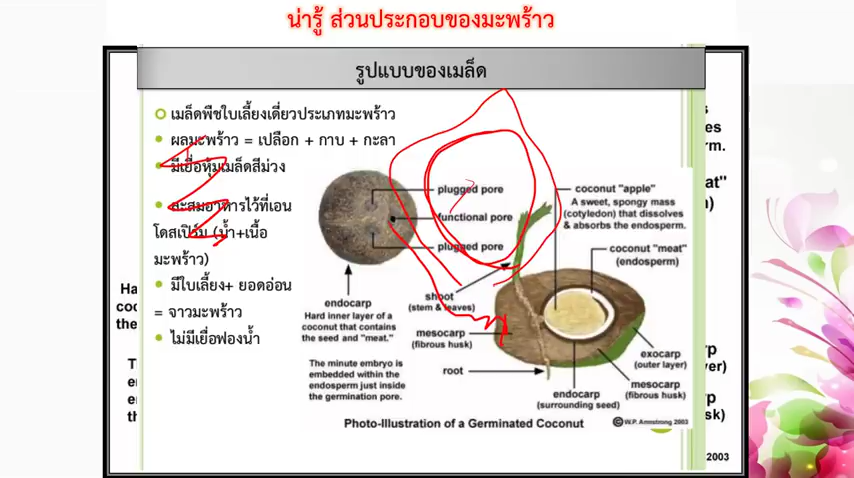 น่ารู้ ส่วนประกอบของมะพร้าว
รูปแบบของเมล็ด
เมล็ดพืชใบเลี้ยงเดี่ยวประเภทมะพร้าว
ผลมะพร้าว = เปลือก + กาบ + กะลา
มีเยื่อหุ้มเมล็ดสีม่วง
สะสมอาหารไว้ที่เอน
โดสเปิร์ม (น้ำ+เนื้อ
มะพร้าว)
มีใบเลี้ยง+ ยอดอ่อน
= จาวมะพร้าว
ไม่มีเยื่อฟองน้ำ
plugged pore
functional pore
plugged pore
endocarp
Hard inner layer of a
coconut that contains
the seed and "meat."
The minute embryo is
embedded within the
endosperm just inside
the germination pore.
shoot
(stem & leaves)
mesocarp
(fibrous husk)
root
coconut "apple"
A sweet, spongy mass
(cotyledon) that dissolves
& absorbs the endosperm.
coconut "meat"
(endosperm)
exocarp
(outer layer)
mesocarp
(fibrous husk)
endocarp
(surrounding seed)
Photo-Illustration of a Germinated Coconut
© W.P. Armstrong 2003
2003